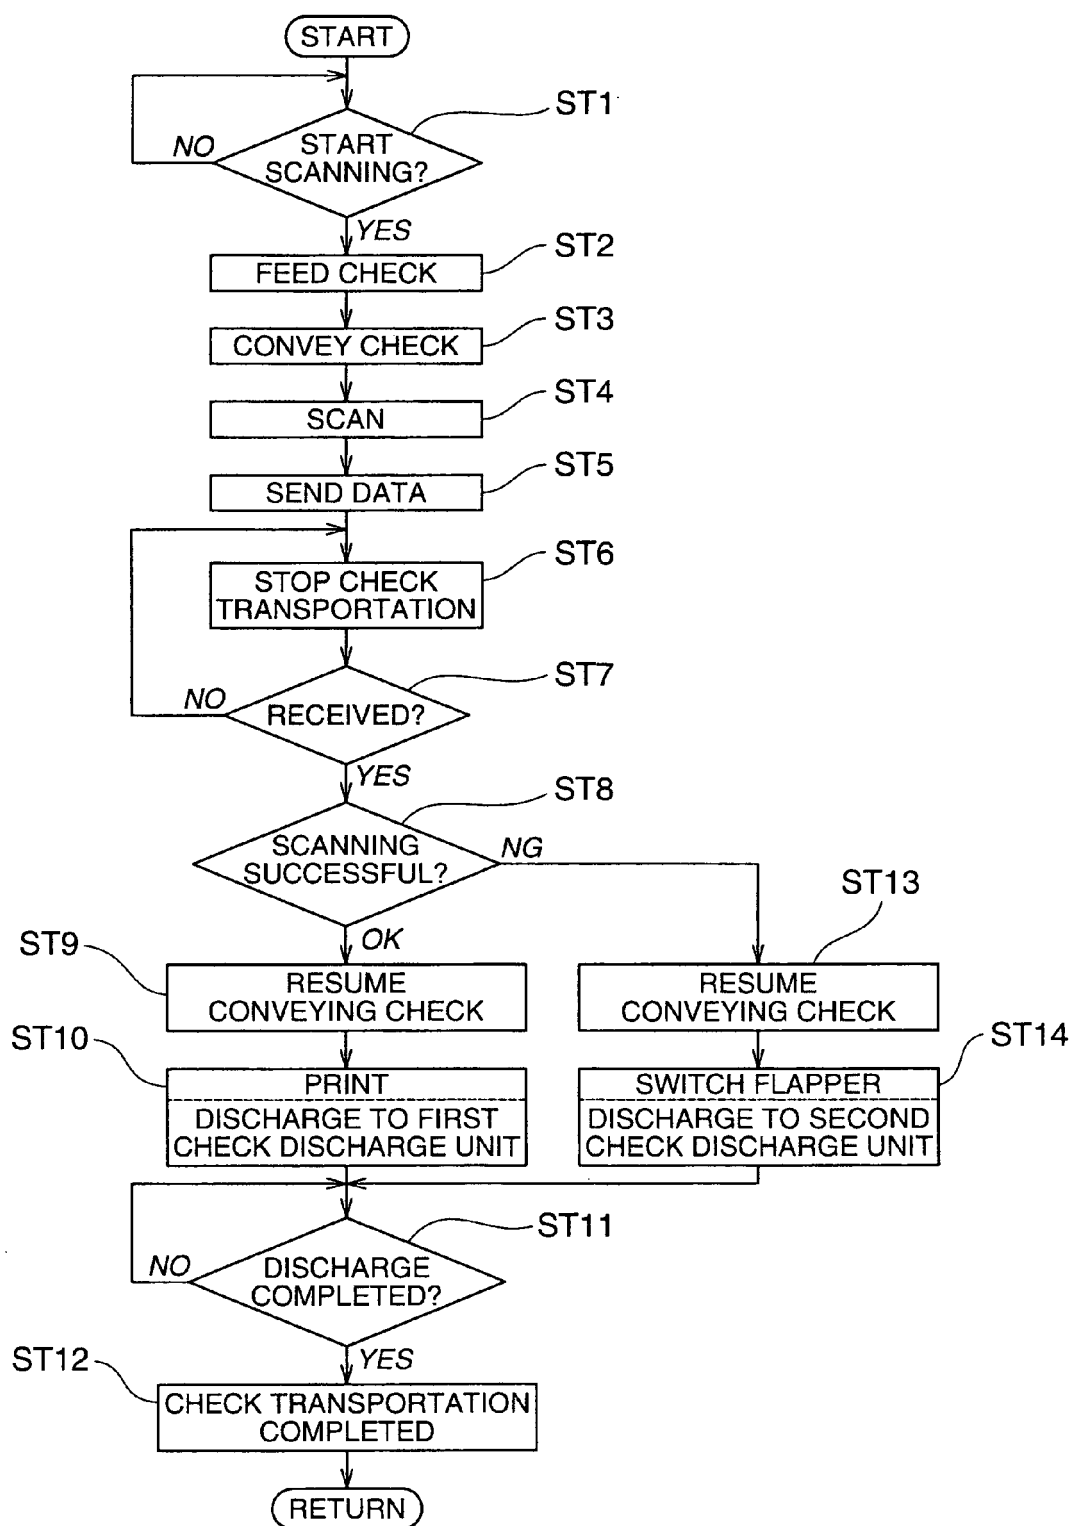 START
ST1
NO
START
SCANNING?
YES
ST2
FEED CHECK
ST3
CONVEY CHECK
ST4
SCAN
ST5
SEND DATA
ST6
STOP CHECK
TRANSPORTATION
ST7
NO
RECEIVED?
YES
ST8
SCANNING
SUCCESSFUL?
NG
OK
ST9
RESUME
CONVEYING CHECK
ST13
RESUME
CONVEYING CHECK
ST10
PRINT
DISCHARGE TO FIRST
CHECK DISCHARGE UNIT
ST14
SWITCH FLAPPER
DISCHARGE TO SECOND
CHECK DISCHARGE UNIT
ST11
NO
DISCHARGE
COMPLETED?
YES
ST12
CHECK TRANSPORTATION
COMPLETED
RETURN